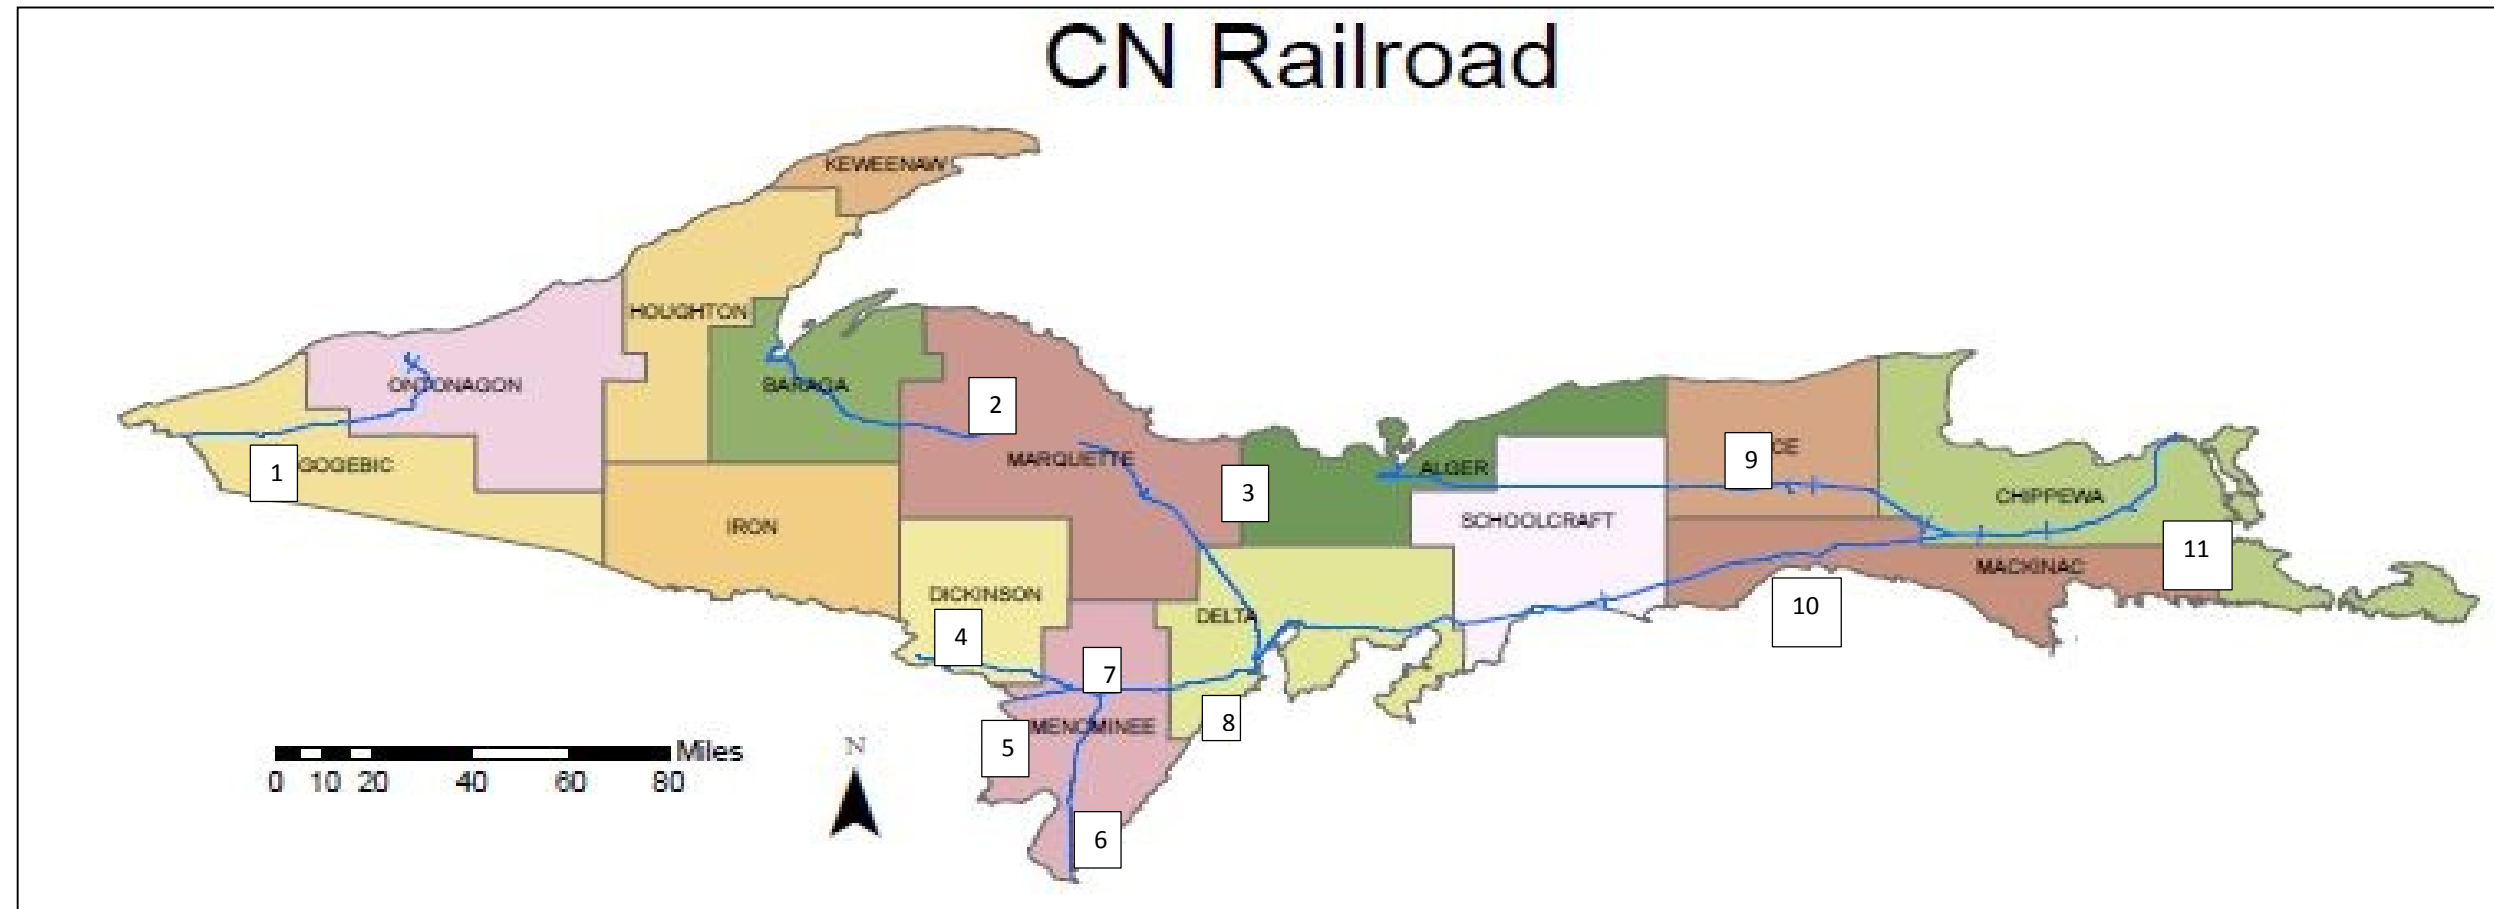 CN Railroad
KEWEENAW
HOUGHTON
ONTONAGON
BARAGA
2
MARQUETTE
1
GOGEBIC
3
ALGER
9
CE
CHIPPEWA
IRON
SCHOOLCRAFT
11
MACKINAC
DICKINSON
DELTA
10
4
7
MENOMINEE
8
5
6
Miles
0 10 20 40 60 80
N